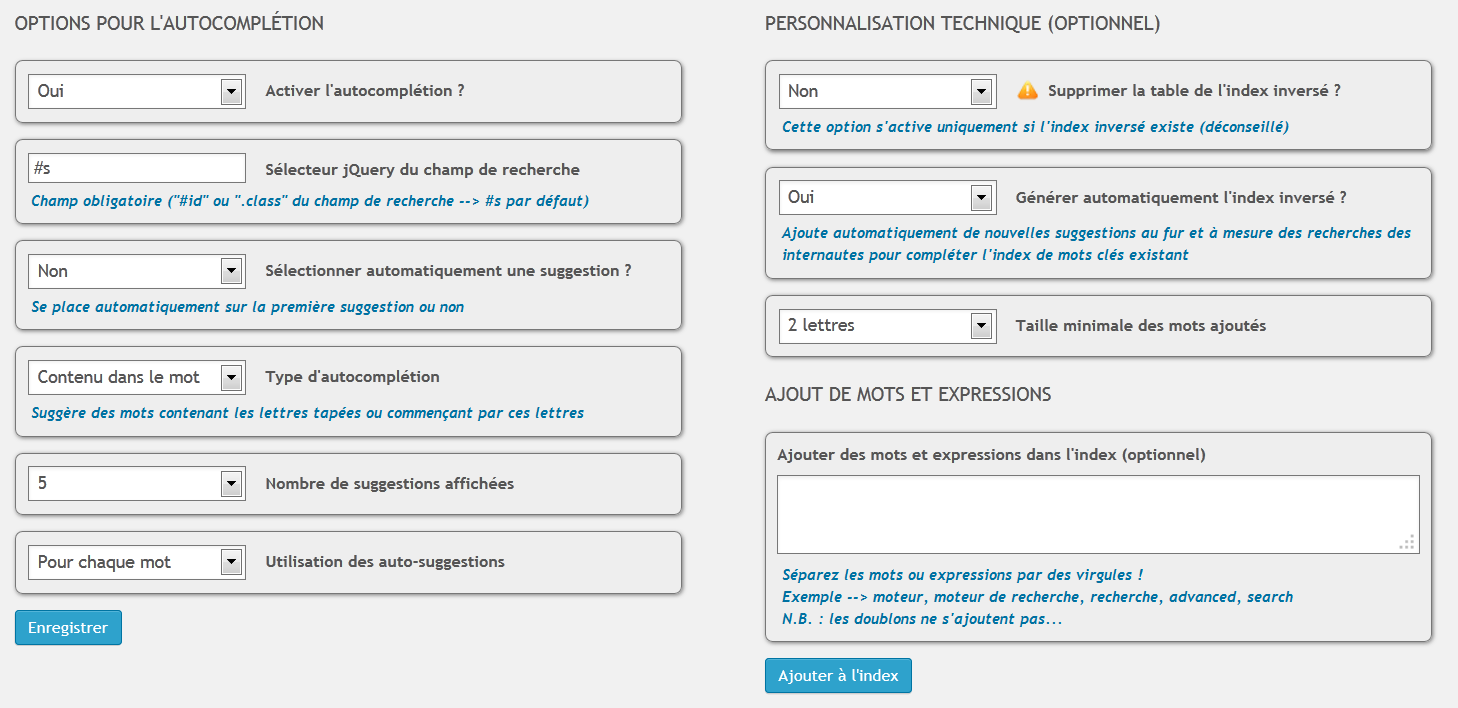 OPTIONS POUR L'AUTOCOMPLÉTION
Oui
Activer l'autocomplétion ?
#s
Sélecteur jQuery du champ de recherche
Champ obligatoire ("#id" ou ".class" du champ de recherche --> #s par défaut)
Non
Sélectionner automatiquement une suggestion ?
Se place automatiquement sur la première suggestion ou non
Contenu dans le mot
Type d'autocomplétion
Suggère des mots contenant les lettres tapées ou commençant par ces lettres
5
Nombre de suggestions affichées
Pour chaque mot
Utilisation des auto-suggestions
Enregistrer
PERSONNALISATION TECHNIQUE (OPTIONNEL)
Non
Supprimer la table de l'index inversé ?
Cette option s'active uniquement si l'index inversé existe (déconseillé)
Oui
Générer automatiquement l'index inversé ?
Ajoute automatiquement de nouvelles suggestions au fur et à mesure des recherches des
internautes pour compléter l'index de mots clés existant
2 lettres
Taille minimale des mots ajoutés
AJOUT DE MOTS ET EXPRESSIONS
Ajouter des mots et expressions dans l'index (optionnel)
Séparez les mots ou expressions par des virgules !
Exemple --> moteur, moteur de recherche, recherche, advanced, search
N.B. : les doublons ne s'ajoutent pas...
Ajouter à l'index